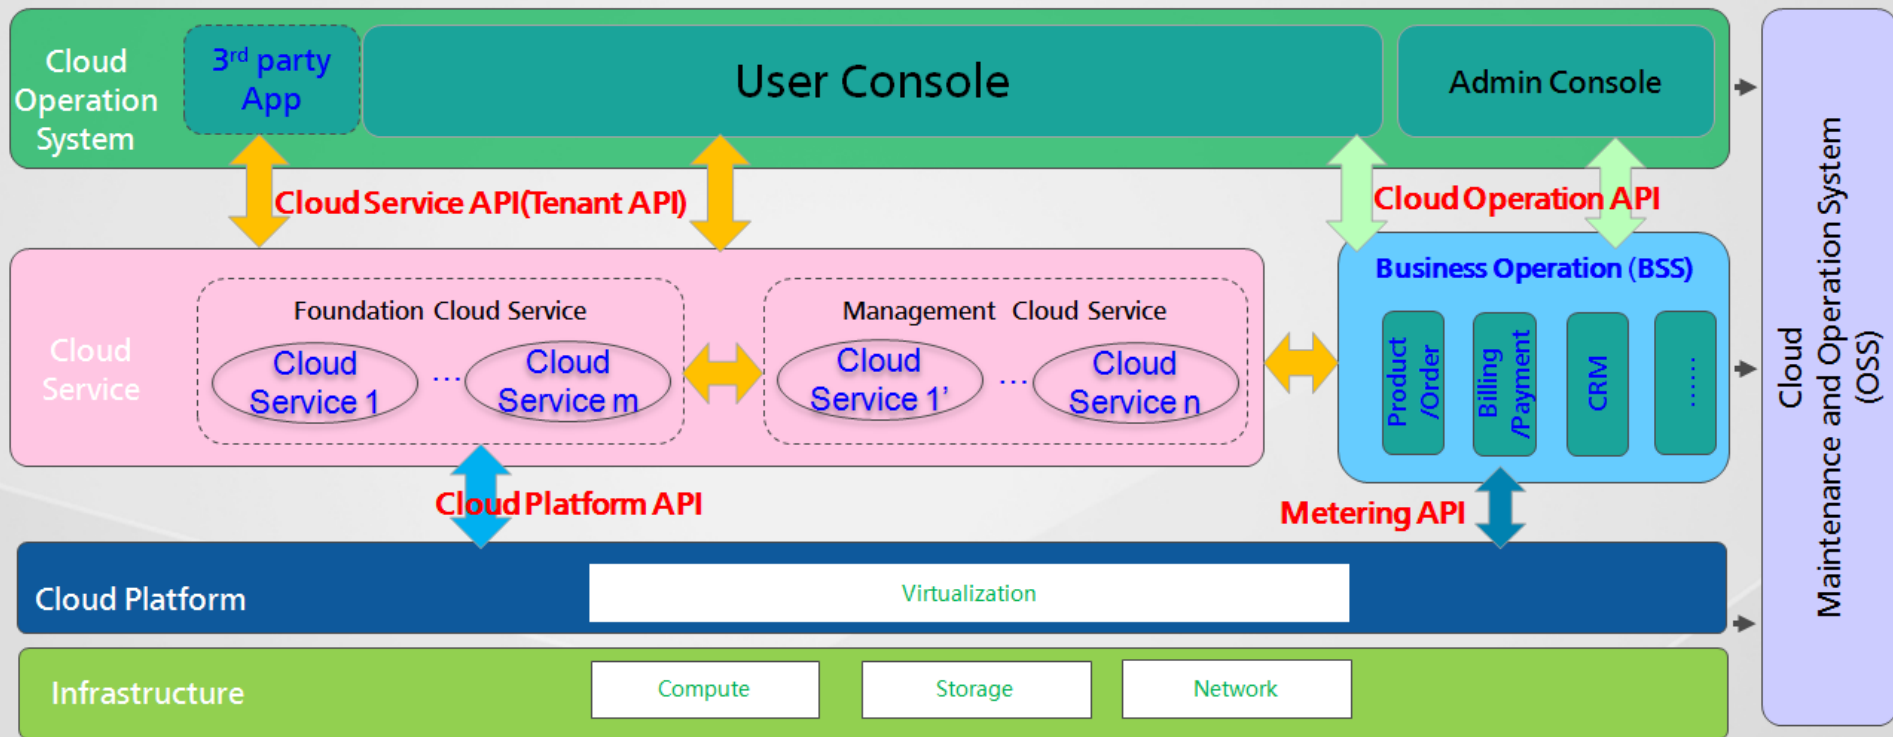 Cloud
Operation
System
3rd party
App
User Console
Admin Console
Cloud Service API(Tenant API)
Cloud Operation API
Cloud
Service
Foundation Cloud Service
Cloud
Service 1
...
Cloud
Service m
Management Cloud Service
Cloud
Service 1’
...
Cloud
Service n
Business Operation (BSS)
Product
/Order
Billing
/Payment
CRM
......
Cloud Platform API
Metering API
Cloud Platform
Virtualization
Infrastructure
Compute
Storage
Network
Cloud
Maintenance and Operation System
(OSS)